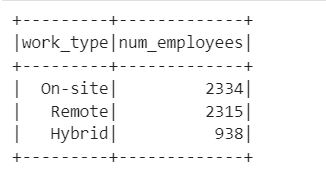 +---------+-------------+
|work_type|num_employees|
+---------+-------------+
|  On-site|         2334|
|   Remote|         2315|
|   Hybrid|          938|
+---------+-------------+